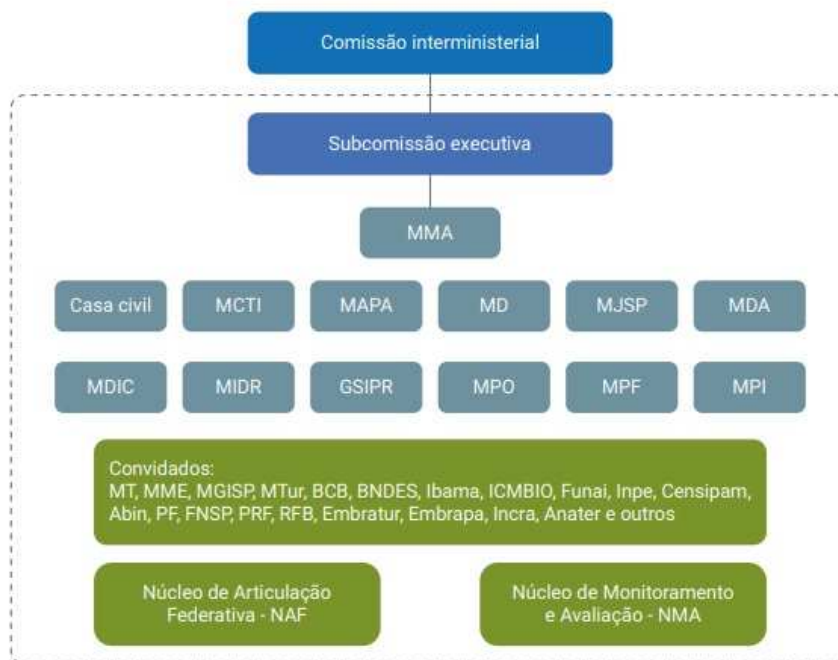 Comissão interministerial
Subcomissão executiva
MMA
Casa civil
MCTI
MAPA
MD
MJSP
MDA
MDIC
MIDR
GSIPR
MPO
MPF
MPI
Convidados:
MT, MME, MGISP, MTur, BCB, BNDES, Ibama, ICMBIO, Funai, Inpe, Censipam,
Abin, PF, FNSP, PRF, RFB, Embratur, Embrapa, Incra, Anater e outros
Núcleo de Articulação
Federativa - NAF
Núcleo de Monitoramento
e Avaliação - NMA